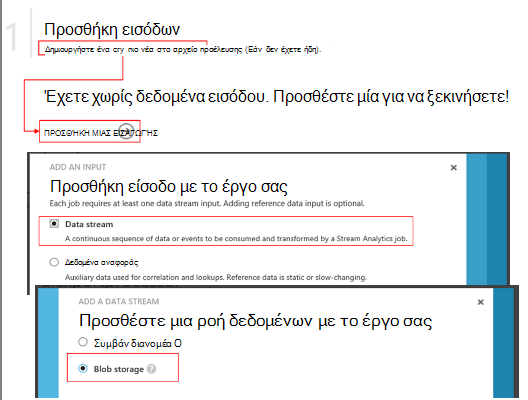 1
Προσθήκη εισόδων
Δημιουργήστε ένα cry πιο νέα στο αρχείο προέλευσης (Εάν δεν έχετε ήδη).
Έχετε χωρίς δεδομένα εισόδου. Προσθέστε μία για να ξεκινήσετε!
ΠΡΟΣΘΉΚΗ ΜΙΑΣ ΕΙΣΑΓΩΓΉΣ
ADD AN INPUT
Προσθήκη είσοδο με το έργο σας
Each job requires at least one data stream input. Adding reference data input is optional.
Data stream
A continuous sequence of data or events to be consumed and transformed by a Stream Analytics job.
Δεδομένα αναφοράς
Auxiliary data used for correlation and lookups. Reference data is static or slow-changing.
ADD A DATA STREAM
Προσθέστε μια ροή δεδομένων με το έργο σας
Συμβάν διανομέα Ο
Blob storage